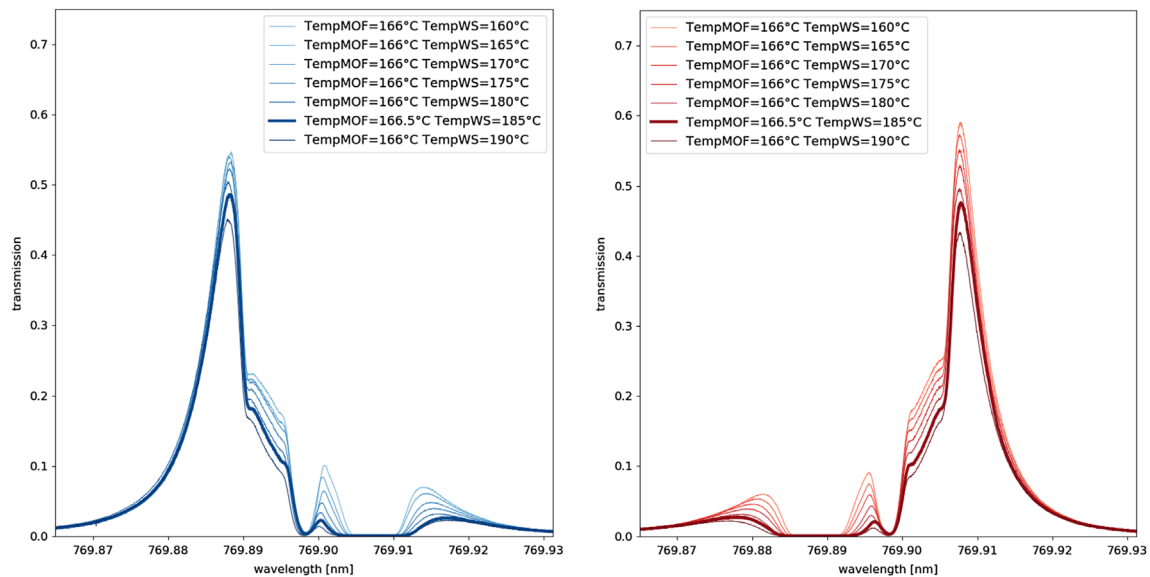 TempMOF=166°C TempWS=160°C
TempMOF=166°C TempWS=165°C
TempMOF=166°C TempWS=170°C
TempMOF=166°C TempWS=175°C
TempMOF=166°C TempWS=180°C
TempMOF=166.5°C TempWS=185°C
TempMOF=166°C TempWS=190°C
0.7
0.6
0.5
0.4
0.3
0.2
0.1
0.0
transmission
769.87 769.88 769.89 769.90 769.91 769.92 769.93
wavelength [nm]
TempMOF=166°C TempWS=160°C
TempMOF=166°C TempWS=165°C
TempMOF=166°C TempWS=170°C
TempMOF=166°C TempWS=175°C
TempMOF=166°C TempWS=180°C
TempMOF=166.5°C TempWS=185°C
TempMOF=166°C TempWS=190°C
0.7
0.6
0.5
0.4
0.3
0.2
0.1
0.0
transmission
769.87 769.88 769.89 769.90 769.91 769.92 769.93
wavelength [nm]